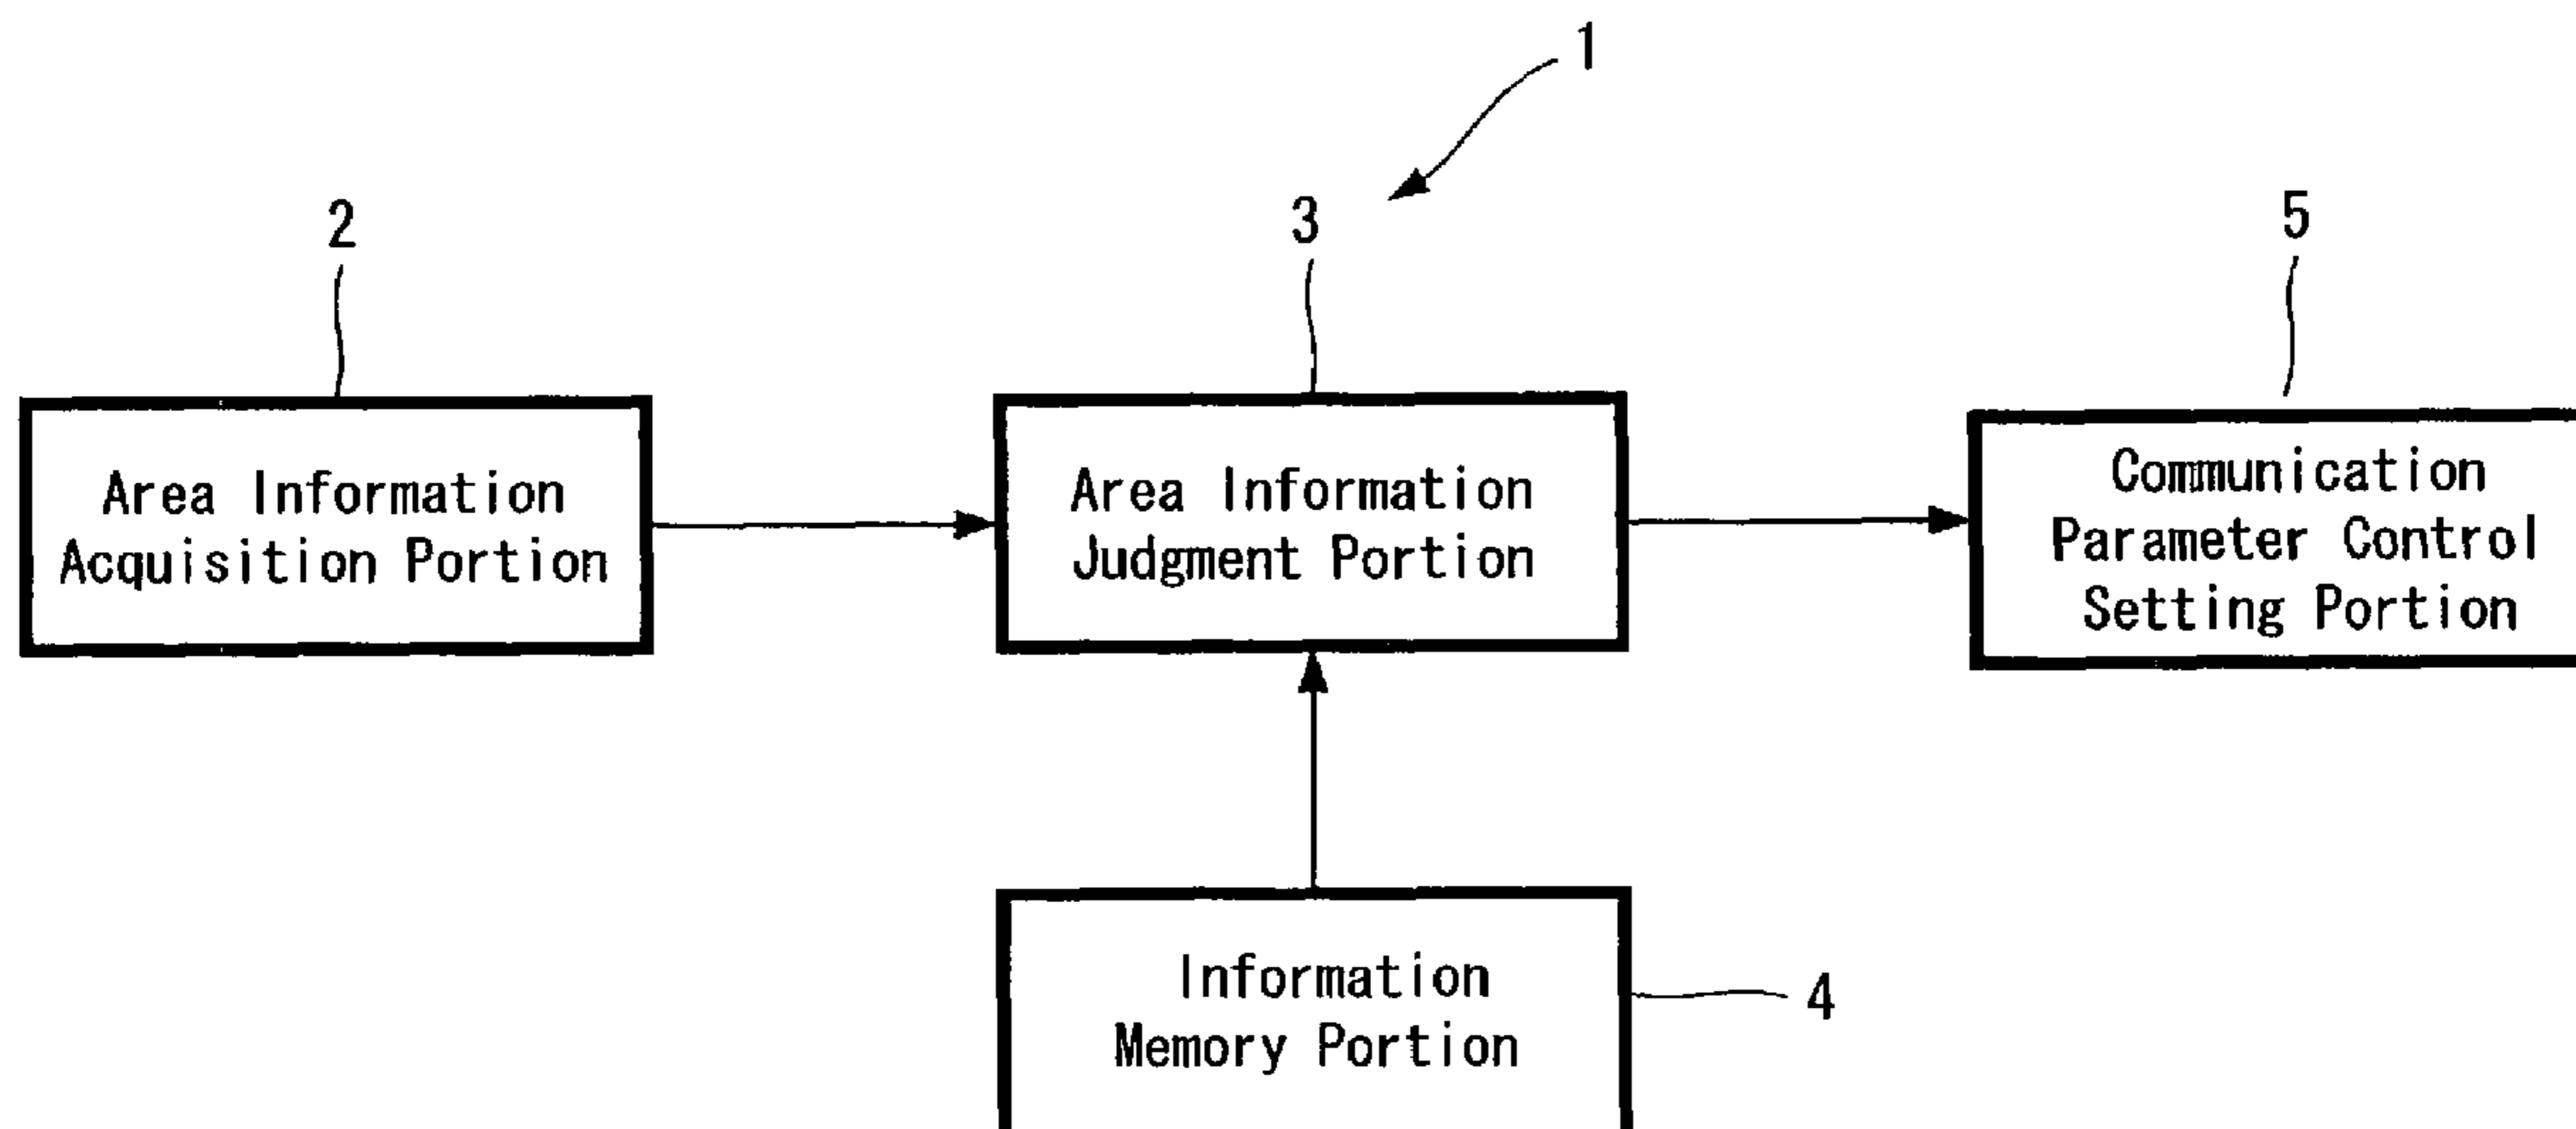 1
2
3
5
Area Information
Acquisition Portion
Area Information
Judgment Portion
Communication
Parameter Control
Setting Portion
Information
Memory Portion
4